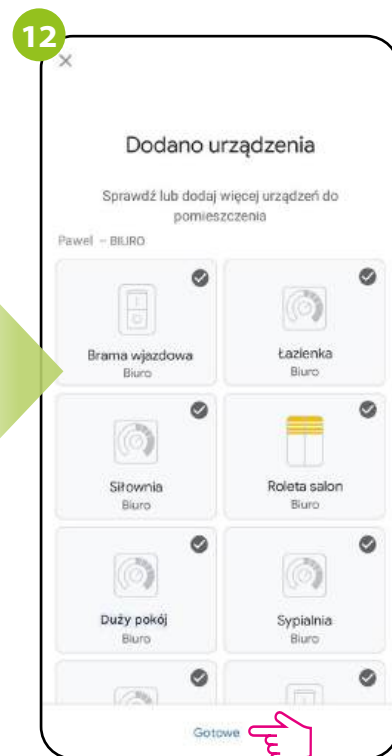 12
Dodano urządzenia
Sprawdź lub dodaj więcej urządzeń do
pomieszczenia
Pawel - BIURO
Brama wjazdowa
Biuro
Łazienka
Biuro
Siłownia
Biuro
Roleta salon
Biuro
Duży pokój
Biuro
Sypialnia
Biuro
Gotowe